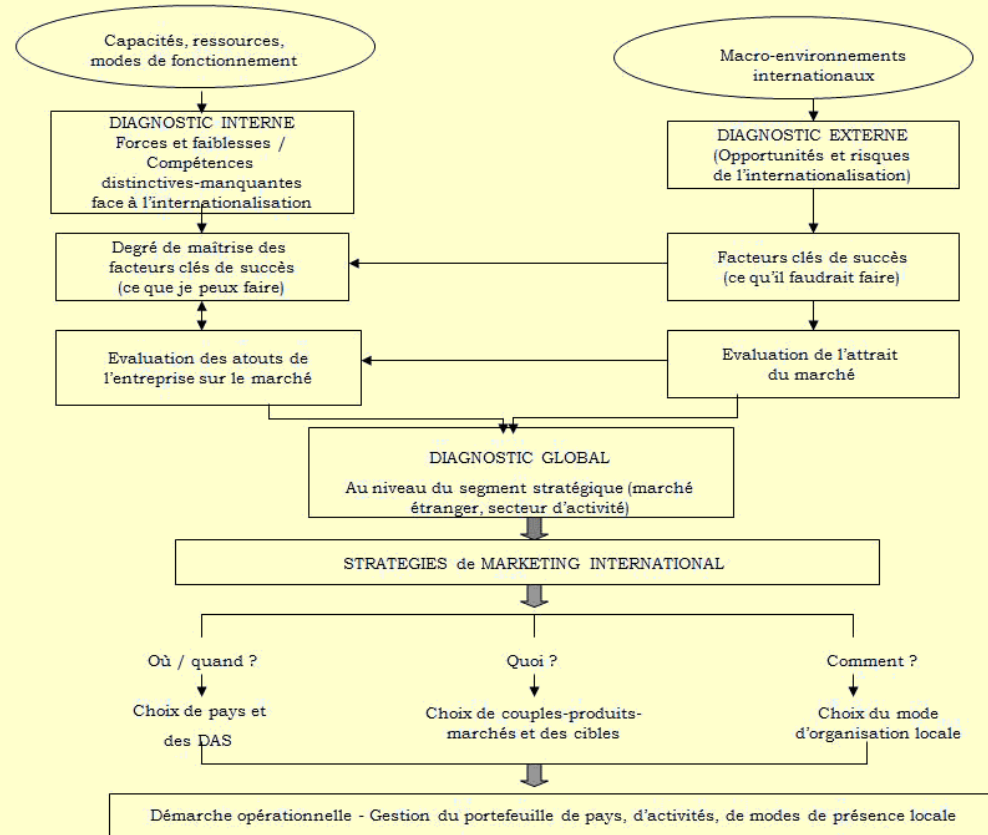 Capacités, ressources,
modes de fonctionnement
Macro-environnements
internationaux
DIAGNOSTIC INTERNE
Forces et faiblesses /
Compétences
distinctives-manquantes
face à l'internationalisation
DIAGNOSTIC EXTERNE
(Opportunités et risques
de l'internationalisation)
Degré de maîtrise des
facteurs clés de succès
(ce que je peux faire)
Facteurs clés de succès
(ce qu'il faudrait faire)
Evaluation des atouts de
l'entreprise sur le marché
Evaluation de l'attrait
du marché
DIAGNOSTIC GLOBAL
Au niveau du segment stratégique (marché
étranger, secteur d'activité)
STRATEGIES de MARKETING INTERNATIONAL
Où / quand ?
Quoi ?
Comment ?
Choix de pays et
des DAS
Choix de couples-produits-
marchés et des cibles
Choix du mode
d'organisation locale
Démarche opérationnelle - Gestion du portefeuille de pays, d'activités, de modes de présence locale